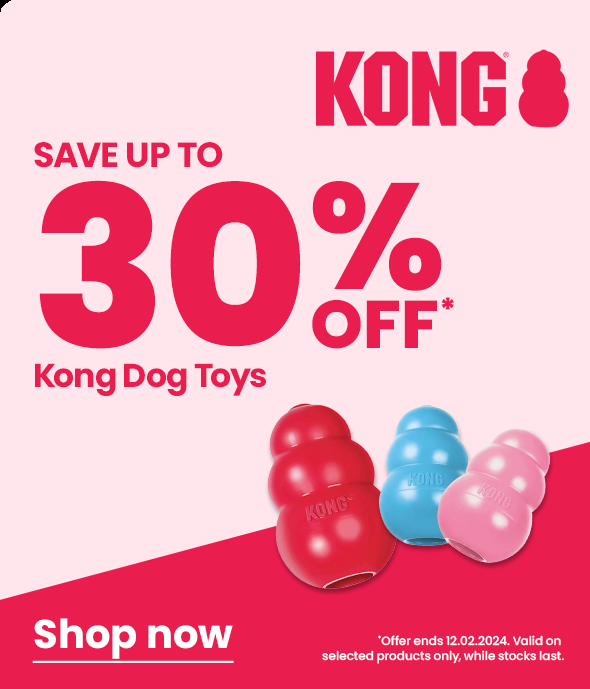 KONG®
SAVE UP TO
30%
OFF*
Kong Dog Toys
KONG
KONG
KONG
Shop now
*Offer ends 12.02.2024. Valid on
selected products only, while stocks last.